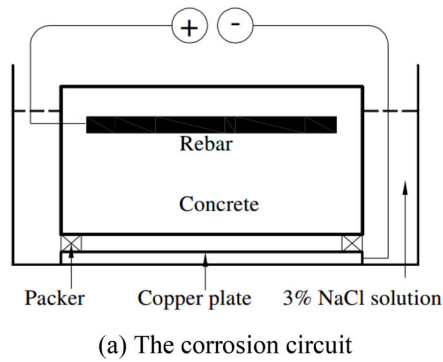 + -
Rebar
Concrete
Packer Copper plate 3% NaCl solution
(a) The corrosion circuit